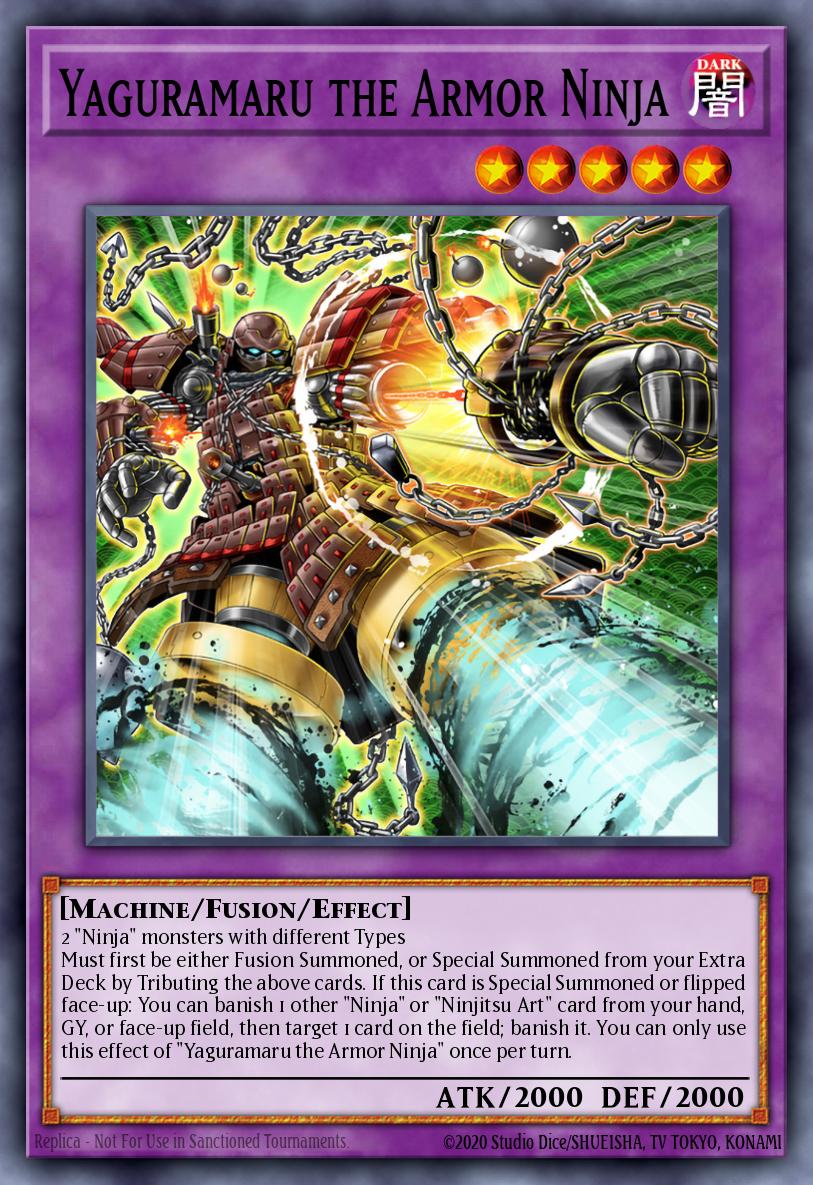 Yaguramaru the Armor Ninja
DARK
闇
[Machine/Fusion/Effect]
2 "Ninja" monsters with different Types
Must first be either Fusion Summoned, or Special Summoned from your Extra
Deck by Tributing the above cards. If this card is Special Summoned or flipped
face-up: You can banish 1 other "Ninja" or "Ninjitsu Art" card from your hand,
GY, or face-up field, then target 1 card on the field; banish it. You can only use
this effect of "Yaguramaru the Armor Ninja" once per turn.
ATK/2000 DEF/2000
Replica - Not For Use in Sanctioned Tournaments.
©2020 Studio Dice/SHUEISHA, TV TOKYO, KONAMI